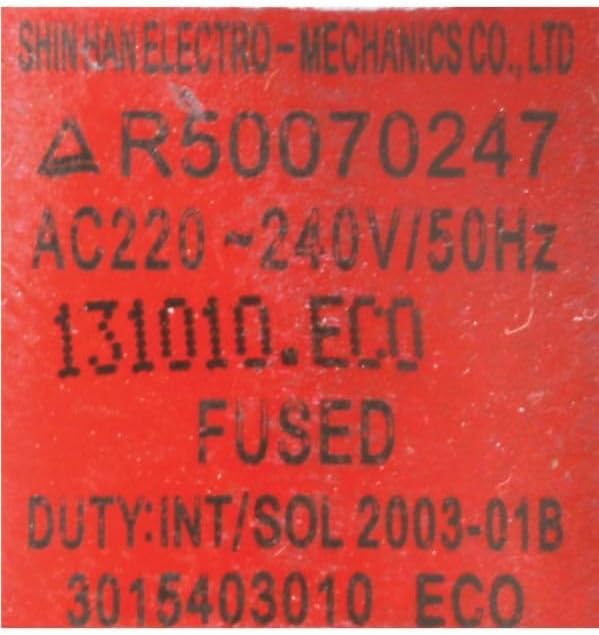 SHIN HAN ELECTRO-MECHANICS CO., LTD
R50070247
AC220 ~240V/50Hz
131010.ECO
FUSED
DUTY:INT/SOL 2003-01B
3015403010 ECO